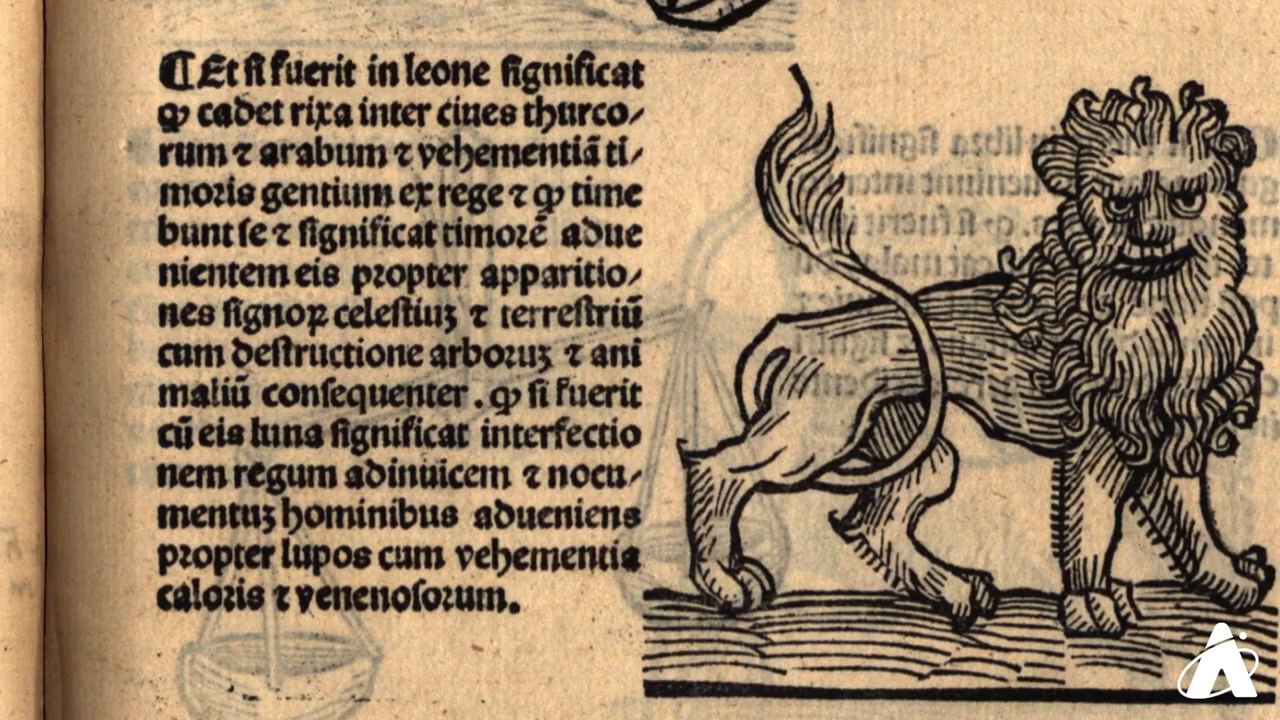 ¶Et ſi fuerit in leone ſignificat
ꝙ cadet rixa inter ciues thurco⸗
rum ⁊ arabum ⁊ vehementiã ti⸗
moris gentium ex rege ⁊ ꝙ time
bunt ſe ⁊ ſignificat timorẽ adue
nientem eis propter apparitio⸗
nes ſignoꝝ celeſtiuꝫ ⁊ terreſtriũ
cum deſtructione arboruꝫ ⁊ ani
maliũ conſequenter . ꝙ ſi fuerit
cũ eis luna ſignificat interfectio
nem regum adinuicem ⁊ nocu⸗
mentuꝫ hominibus adueniens
propter lupos cum vehementia
caloris ⁊ venenoſorum.